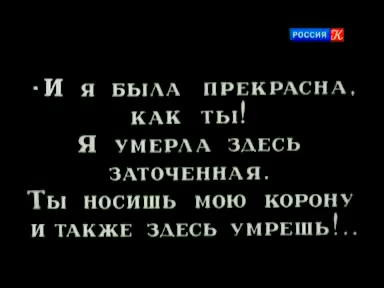 РОССИЯ К
·И я была прекрасна,
как ты!
Я умерла здесь
заточенная.
Ты носишь мою корону
и также здесь умрешь!..